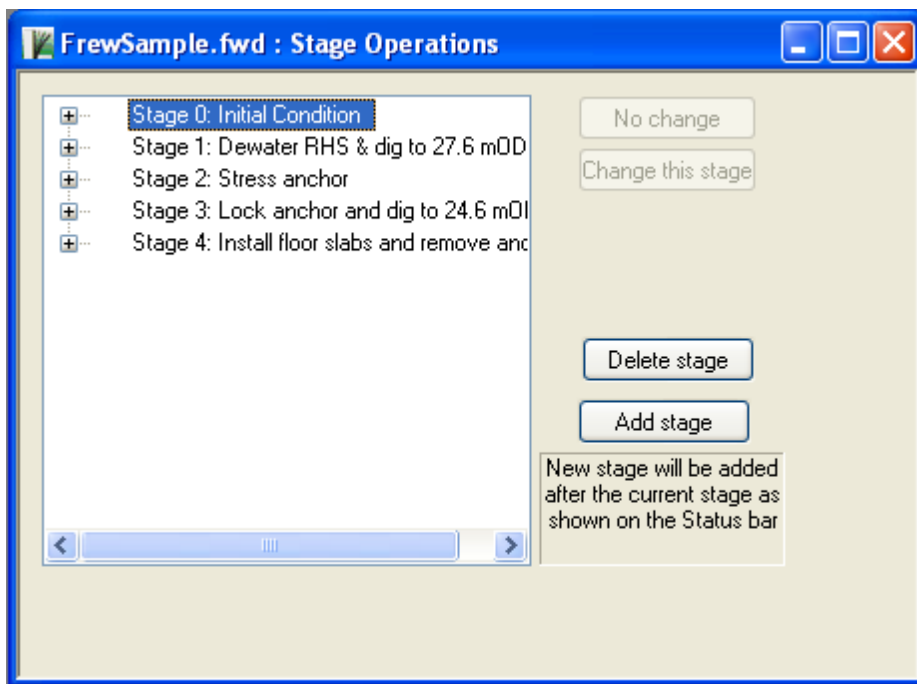 FrewSample.fwd : Stage Operations
Stage 0: Initial Condition
Stage 1: Dewater RHS & dig to 27.6 mOD
Stage 2: Stress anchor
Stage 3: Lock anchor and dig to 24.6 mOI
Stage 4: Install floor slabs and remove anc
No change
Change this stage
Delete stage
Add stage
New stage will be added
after the current stage as
shown on the Status bar